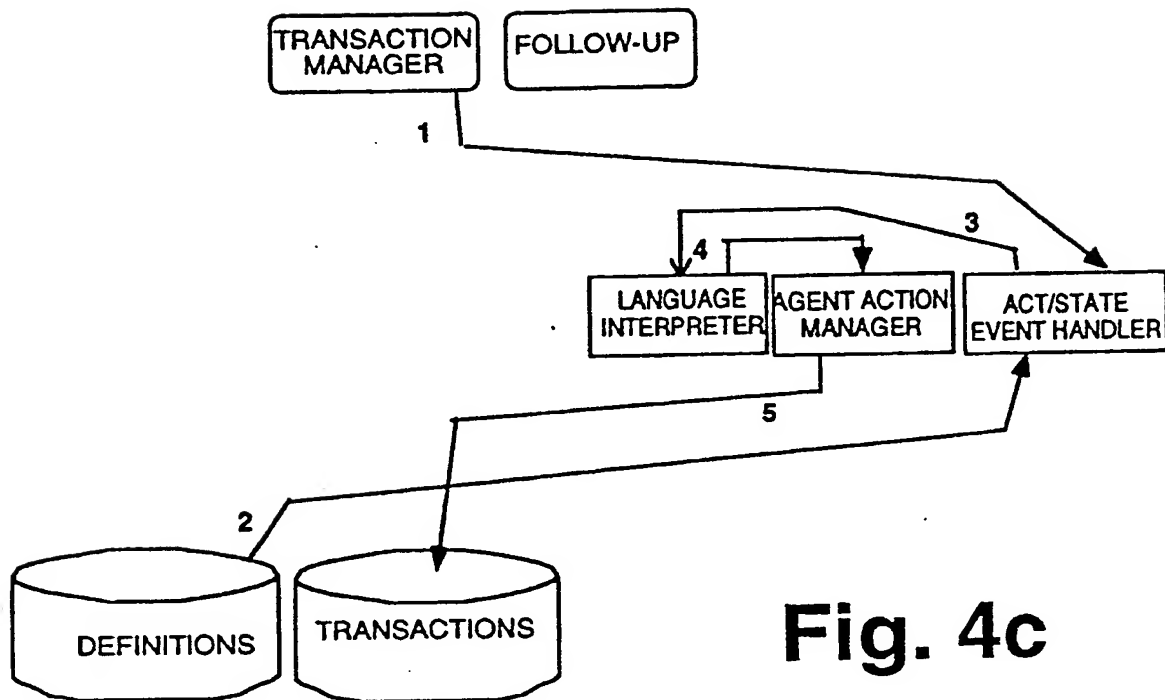 TRANSACTION
MANAGER
FOLLOW-UP
1
3
4
LANGUAGE
INTERPRETER
AGENT ACTION
MANAGER
ACT/STATE
EVENT HANDLER
5
2
DEFINITIONS
TRANSACTIONS
Fig. 4c